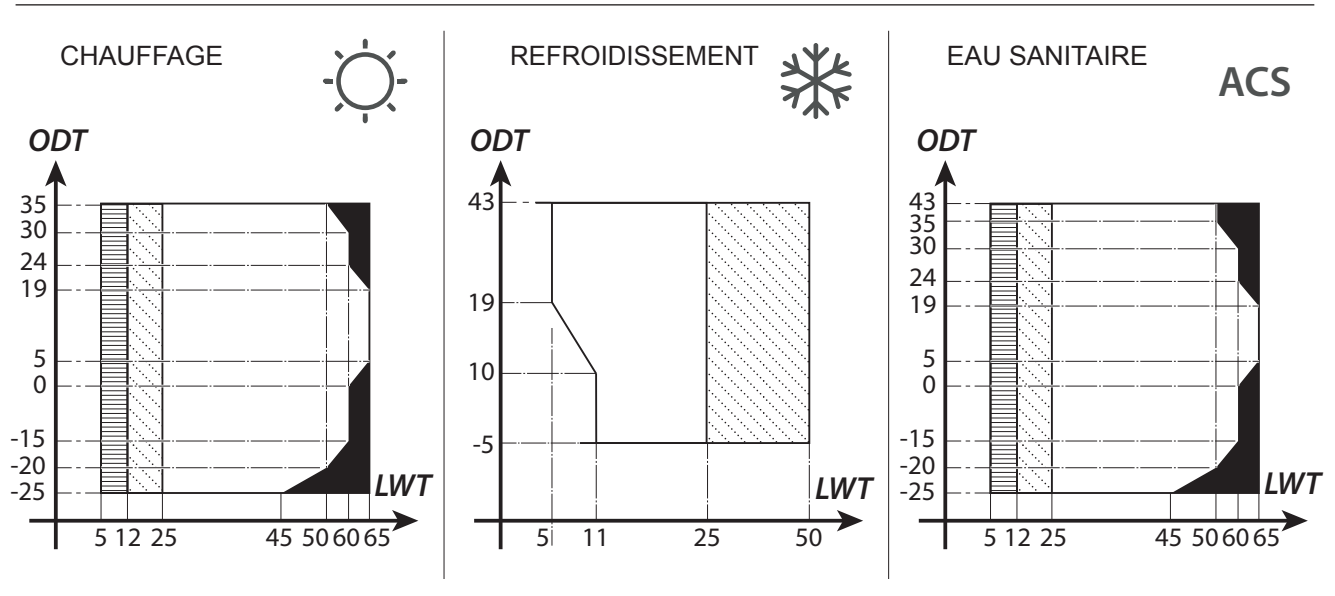 CHAUFFAGE
ODT
35
30
24
19
5
0
-15
-20
-25
LWT
5 12 25 45 50 60 65
REFROIDISSEMENT
ODT
43
19
10
-5
LWT
5 11 25 50
EAU SANITAIRE
ACS
ODT
43
35
30
24
19
5
0
-15
-20
-25
LWT
5 12 25 45 50 60 65